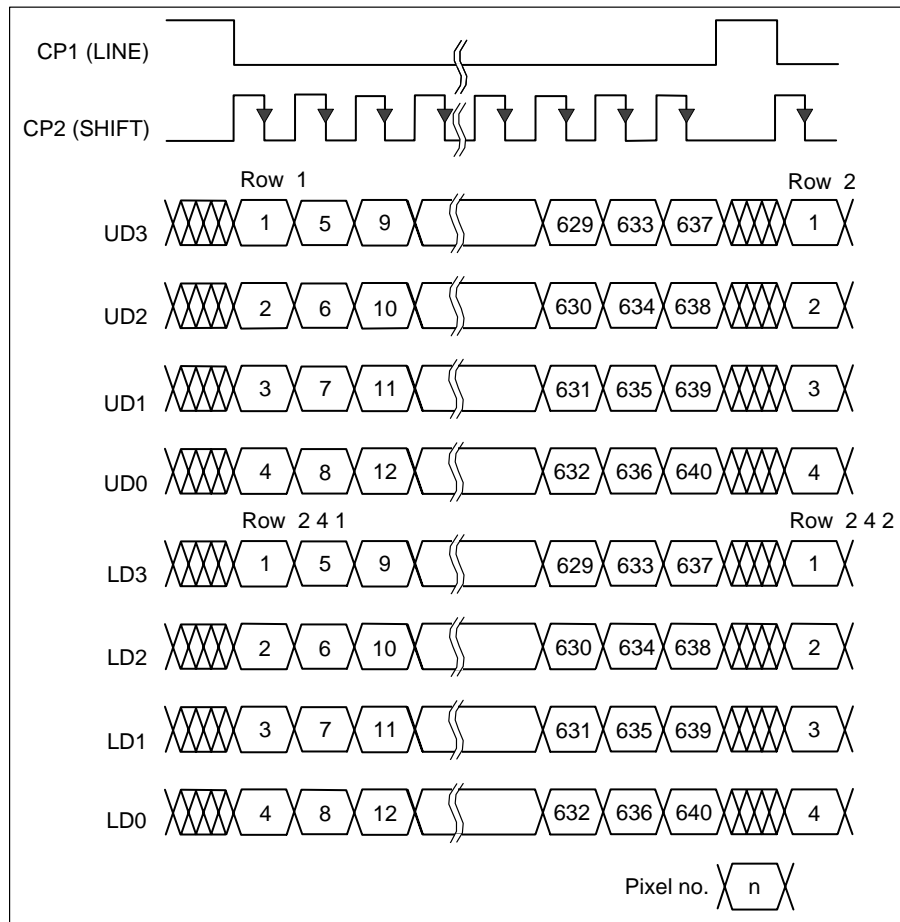 CP1 (LINE)
CP2 (SHIFT)
Row 1 Row 2
UD3 1 5 9 629 633 637 1
UD2 2 6 10 630 634 638 2
UD1 3 7 11 631 635 639 3
UD0 4 8 12 632 636 640 4
Row 2 4 1 Row 2 4 2
LD3 1 5 9 629 633 637 1
LD2 2 6 10 630 634 638 2
LD1 3 7 11 631 635 639 3
LD0 4 8 12 632 636 640 4
Pixel no. n